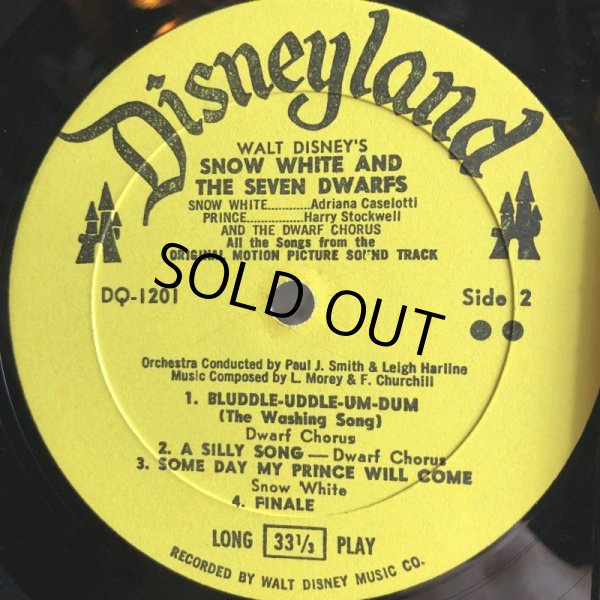 Disneyland
WALT DISNEY'S
SNOW WHITE AND
THE SEVEN DWARFS
SNOW WHITE............Adriana Caselotti
PRINCE................Harry Stockwell
AND THE DWARF CHORUS
All the Songs from the
ORIGINAL MOTION PICTURE SOUND TRACK
SOLD OUT
DQ-1201
Side 2
Orchestra Conducted by Paul J. Smith & Leigh Harline
Music Composed by L. Morey & F. Churchill
1. BLUDDLE-UDDLE-UM-DUM
(The Washing Song)
Dwarf Chorus
2. A SILLY SONG — Dwarf Chorus
3. SOME DAY MY PRINCE WILL COME
Snow White
4. FINALE
LONG 33 1/3 PLAY
RECORDED BY WALT DISNEY MUSIC CO.